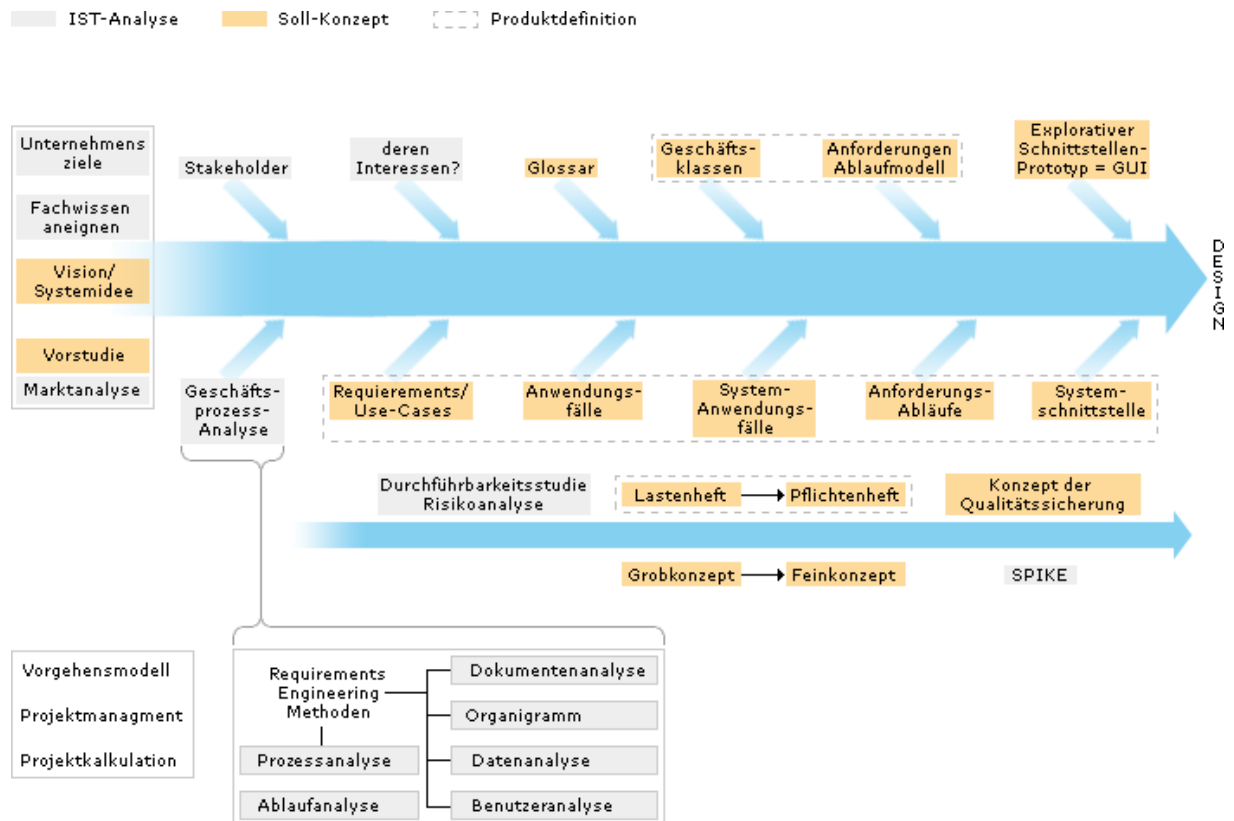 IST-Analyse
Soll-Konzept
Produktdefinition
Unternehmens
ziele
Fachwissen
aneignen
Vision/
Systemidee
Vorstudie
Marktanalyse
Stakeholder
deren
Interessen?
Glossar
Geschäfts-
klassen
Anforderungen
Ablaufmodell
Explorativer
Schnittstellen-
Prototyp = GUI
DESIGN
Geschäfts-
prozess-
Analyse
Requierements/
Use-Cases
Anwendungs-
fälle
System-
Anwendungs-
fälle
Anforderungs-
Abläufe
System-
schnittstelle
Durchführbarkeitsstudie
Risikoanalyse
Lastenheft
Pflichtenheft
Konzept der
Qualitätssicherung
Grobkonzept
Feinkonzept
SPIKE
Vorgehensmodell
Projektmanagment
Projektkalkulation
Requirements
Engineering
Methoden
Prozessanalyse
Ablaufanalyse
Dokumentenanalyse
Organigramm
Datenanalyse
Benutzeranalyse